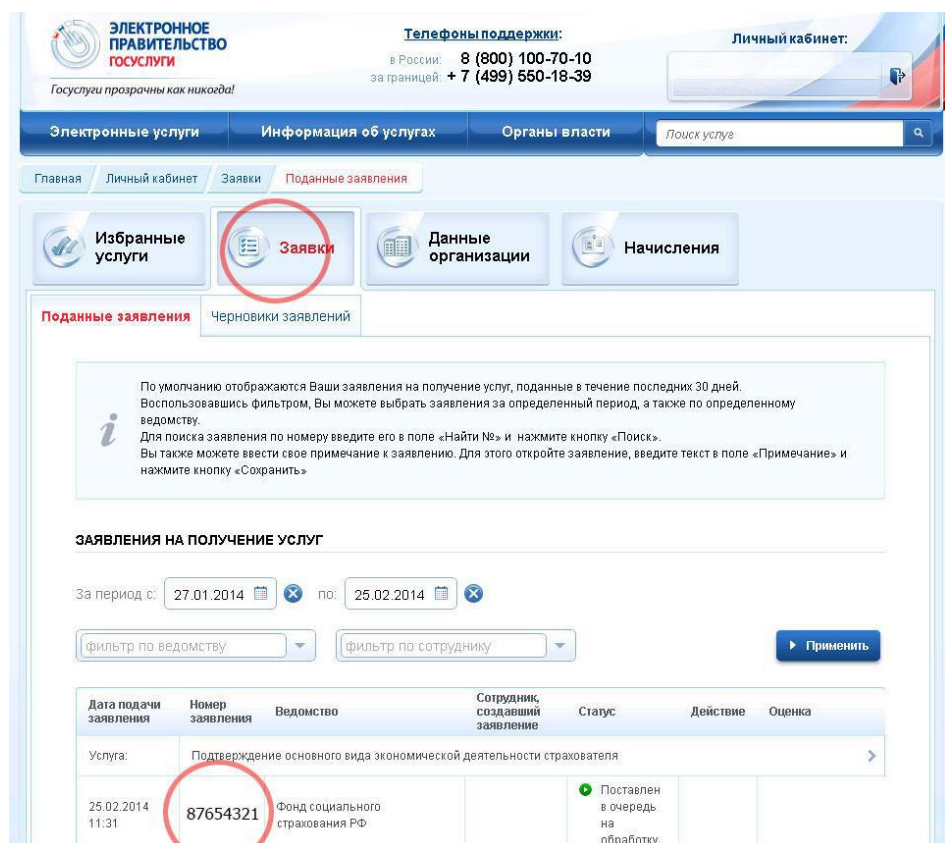 ЭЛЕКТРОННОЕ
ПРАВИТЕЛЬСТВО
ГОСУСЛУГИ
Госуслуги прозрачны как никогда!
Телефоны поддержки:
в России: 8 (800) 100-70-10
за границей: + 7 (499) 550-18-39
Личный кабинет:
Электронные услуги Информация об услугах Органы власти Поиск услуг
Главная Личный кабинет Заявки Поданные заявления
Избранные услуги
Заявки
Данные организации
Начисления
Поданные заявления Черновики заявлений
По умолчанию отображаются Ваши заявления на получение услуг, поданные в течение последних 30 дней.
Воспользовавшись фильтром, Вы можете выбрать заявления за определенный период, а также по определенному
ведомству.
Для поиска заявления по номеру введите его в поле «Найти №» и нажмите кнопку «Поиск».
Вы также можете ввести свое примечание к заявлению. Для этого откройте заявление, введите текст в поле «Примечание» и
нажмите кнопку «Сохранить»
ЗАЯВЛЕНИЯ НА ПОЛУЧЕНИЕ УСЛУГ
За период с: 27.01.2014 по: 25.02.2014
фильтр по ведомству фильтр по сотруднику Применить
Дата подачи заявления
Номер заявления
Ведомство
Сотрудник, создавший заявление
Статус
Действие
Оценка
Услуга: Подтверждение основного вида экономической деятельности страхователя
25.02.2014
11:31
87654321
Фонд социального
страхования РФ
Поставлен
в очередь
на
обработку